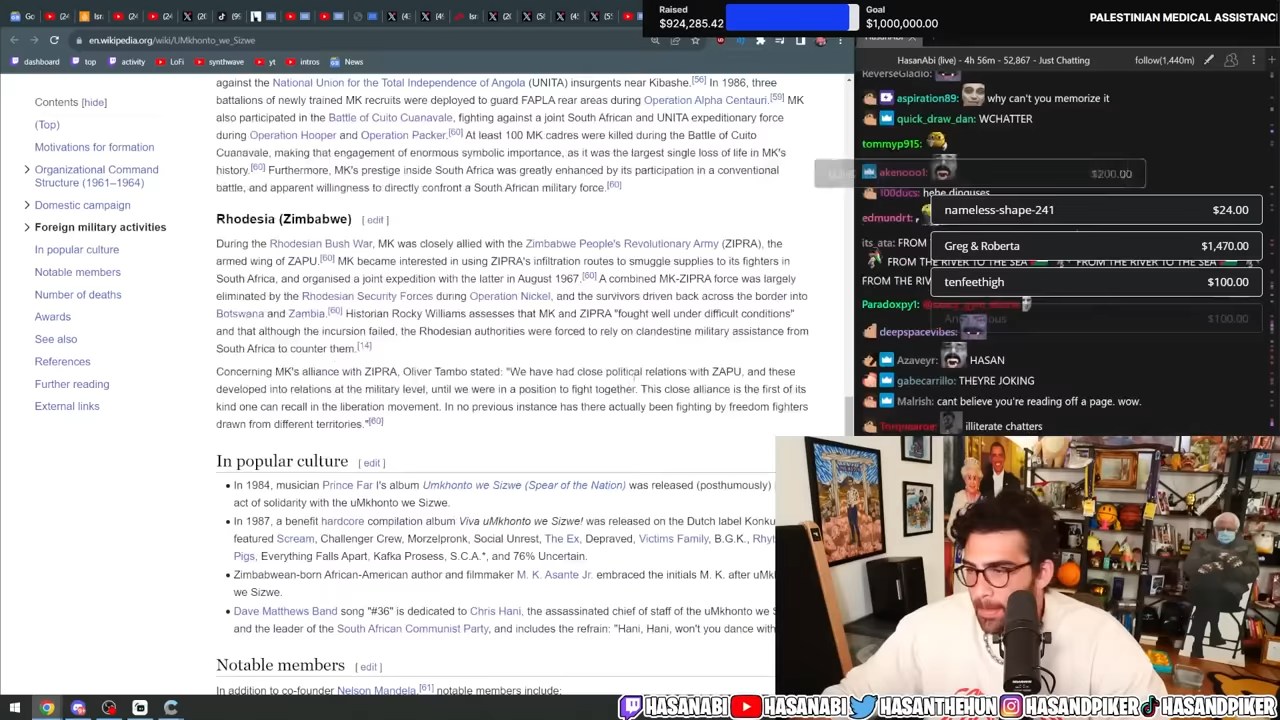 Raised
$924,285.42
Goal
$1,000,000.00
PALESTINIAN MEDICAL ASSISTANC
en.wikipedia.org/wiki/UMkhonto_we_Sizwe
dashboard
top
activity
LoFi
synthwave
yt
intros
News
HasanAbi (live) - 4h 56m - 52,867 - Just Chatting
follow(1,440m)
Contents [hide]
(Top)
Motivations for formation
Organizational Command
Structure (1961–1964)
Domestic campaign
Foreign military activities
In popular culture
Notable members
Number of deaths
Awards
See also
References
Further reading
External links
against the National Union for the Total Independence of Angola (UNITA) insurgents near Kibashe.[56] In 1986, three
battalions of newly trained MK recruits were deployed to guard FAPLA rear areas during Operation Alpha Centauri.[59] MK
also participated in the Battle of Cuito Cuanavale, fighting against a joint South African and UNITA expeditionary force
during Operation Hooper and Operation Packer.[60] At least 100 MK cadres were killed during the Battle of Cuito
Cuanavale, making that engagement of enormous symbolic importance, as it was the largest single loss of life in MK's
history.[60] Furthermore, MK's prestige inside South Africa was greatly enhanced by its participation in a conventional
battle, and apparent willingness to directly confront a South African military force.[60]
Rhodesia (Zimbabwe) [ edit ]
During the Rhodesian Bush War, MK was closely allied with the Zimbabwe People's Revolutionary Army (ZIPRA), the
armed wing of ZAPU.[60] MK became interested in using ZIPRA's infiltration routes to smuggle supplies to its fighters in
South Africa, and organised a joint expedition with the latter in August 1967.[60] A combined MK-ZIPRA force was largely
eliminated by the Rhodesian Security Forces during Operation Nickel, and the survivors driven back across the border into
Botswana and Zambia.[60] Historian Rocky Williams assesses that MK and ZIPRA "fought well under difficult conditions"
and that although the incursion failed, the Rhodesian authorities were forced to rely on clandestine military assistance from
South Africa to counter them.[14]
Concerning MK's alliance with ZIPRA, Oliver Tambo stated: "We have had close political relations with ZAPU, and these
developed into relations at the military level, until we were in a position to fight together. This close alliance is the first of its
kind one can recall in the liberation movement. In no previous instance has there actually been fighting by freedom fighters
drawn from different territories."[60]
In popular culture [ edit ]
• In 1984, musician Prince Far I's album Umkhonto we Sizwe (Spear of the Nation) was released (posthumously)
act of solidarity with the uMkhonto we Sizwe.
• In 1987, a benefit hardcore compilation album Viva uMkhonto we Sizwe! was released on the Dutch label Konku
featured Scream, Challenger Crew, Morzelpronk, Social Unrest, The Ex, Depraved, Victims Family, B.G.K., Rhyt
Pigs, Everything Falls Apart, Kafka Prosess, S.C.A.*, and 76% Uncertain.
• Zimbabwean-born African-American author and filmmaker M. K. Asante Jr. embraced the initials M. K. after uMk
we Sizwe.
• Dave Matthews Band song "#36" is dedicated to Chris Hani, the assassinated chief of staff of the uMkhonto we S
and the leader of the South African Communist Party, and includes the refrain: "Hani, Hani, won't you dance with
Notable members [ edit ]
In addition to co-founder Nelson Mandela,[61] notable members include:
ReverseGladio:
aspiration89: why can't you memorize it
quick_draw_dan: WCHATTER
tommyp915:
akenooo1:
$200.00
100ducs: hehe dinguses
edmundrt:
nameless-shape-241 $24.00
its_ata: FROM
Greg & Roberta $1,470.00
FROM THE RIVER TO THE SEA FROM THE RIVER TO THE SEA
FROM THE RIV
tenfeethigh $100.00
Paradoxpy1:
$100.00
deepspacevibes:
Azaveyr: HASAN
gabecarrillo: THEYRE JOKING
Malrish: cant believe you're reading off a page. wow.
illiterate chatters
HASANABI
HASANABI
HASANTHEHUN
HASANDPIKER
HASANDPIKER